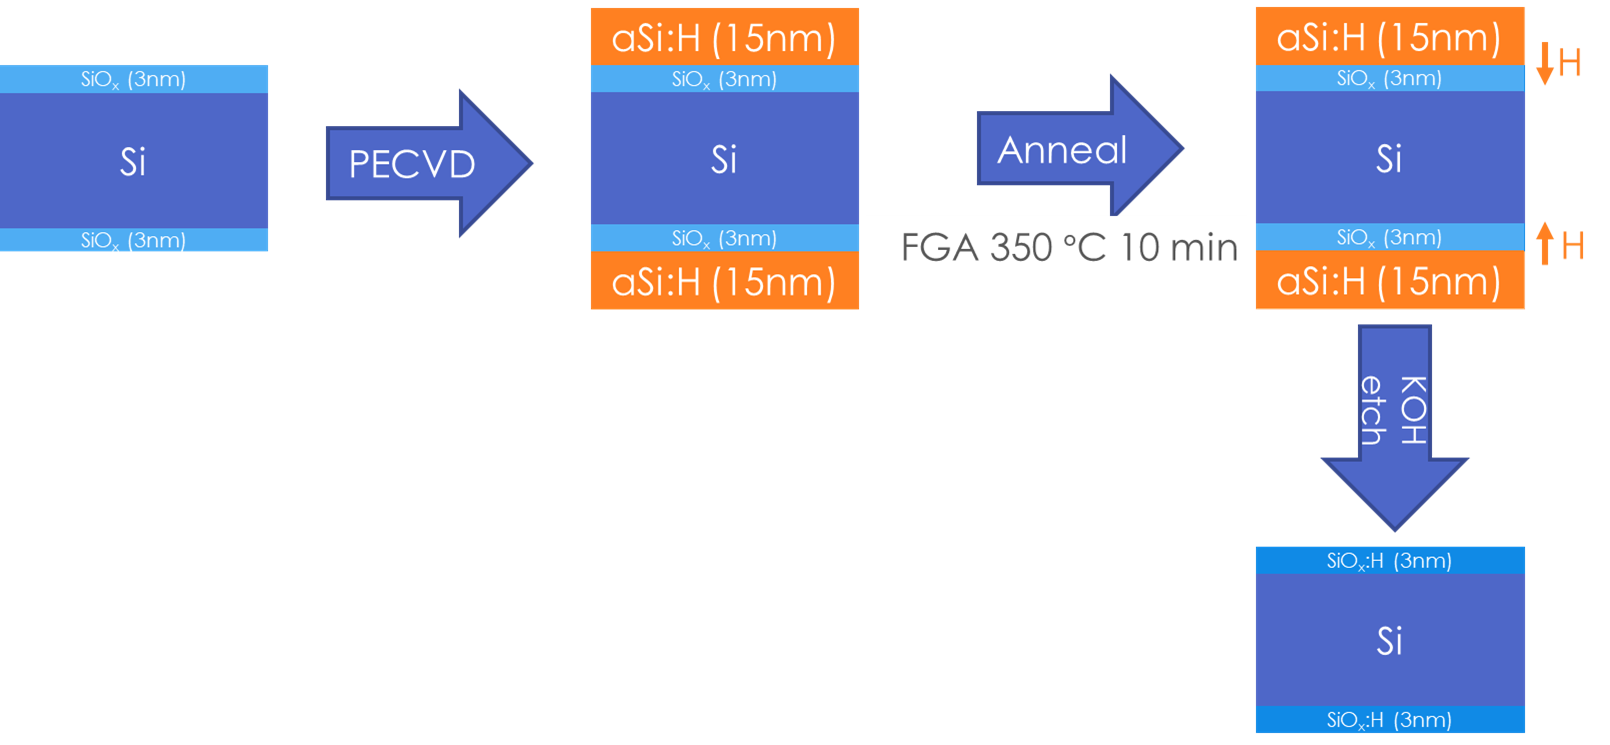 SiOₓ (3nm)
Si
SiOₓ (3nm)
PECVD
aSi:H (15nm)
SiOₓ (3nm)
Si
SiOₓ (3nm)
aSi:H (15nm)
Anneal
FGA 350 °C 10 min
aSi:H (15nm)
H
SiOₓ (3nm)
Si
SiOₓ (3nm)
H
aSi:H (15nm)
KOH
etch
SiOₓ:H (3nm)
Si
SiOₓ:H (3nm)